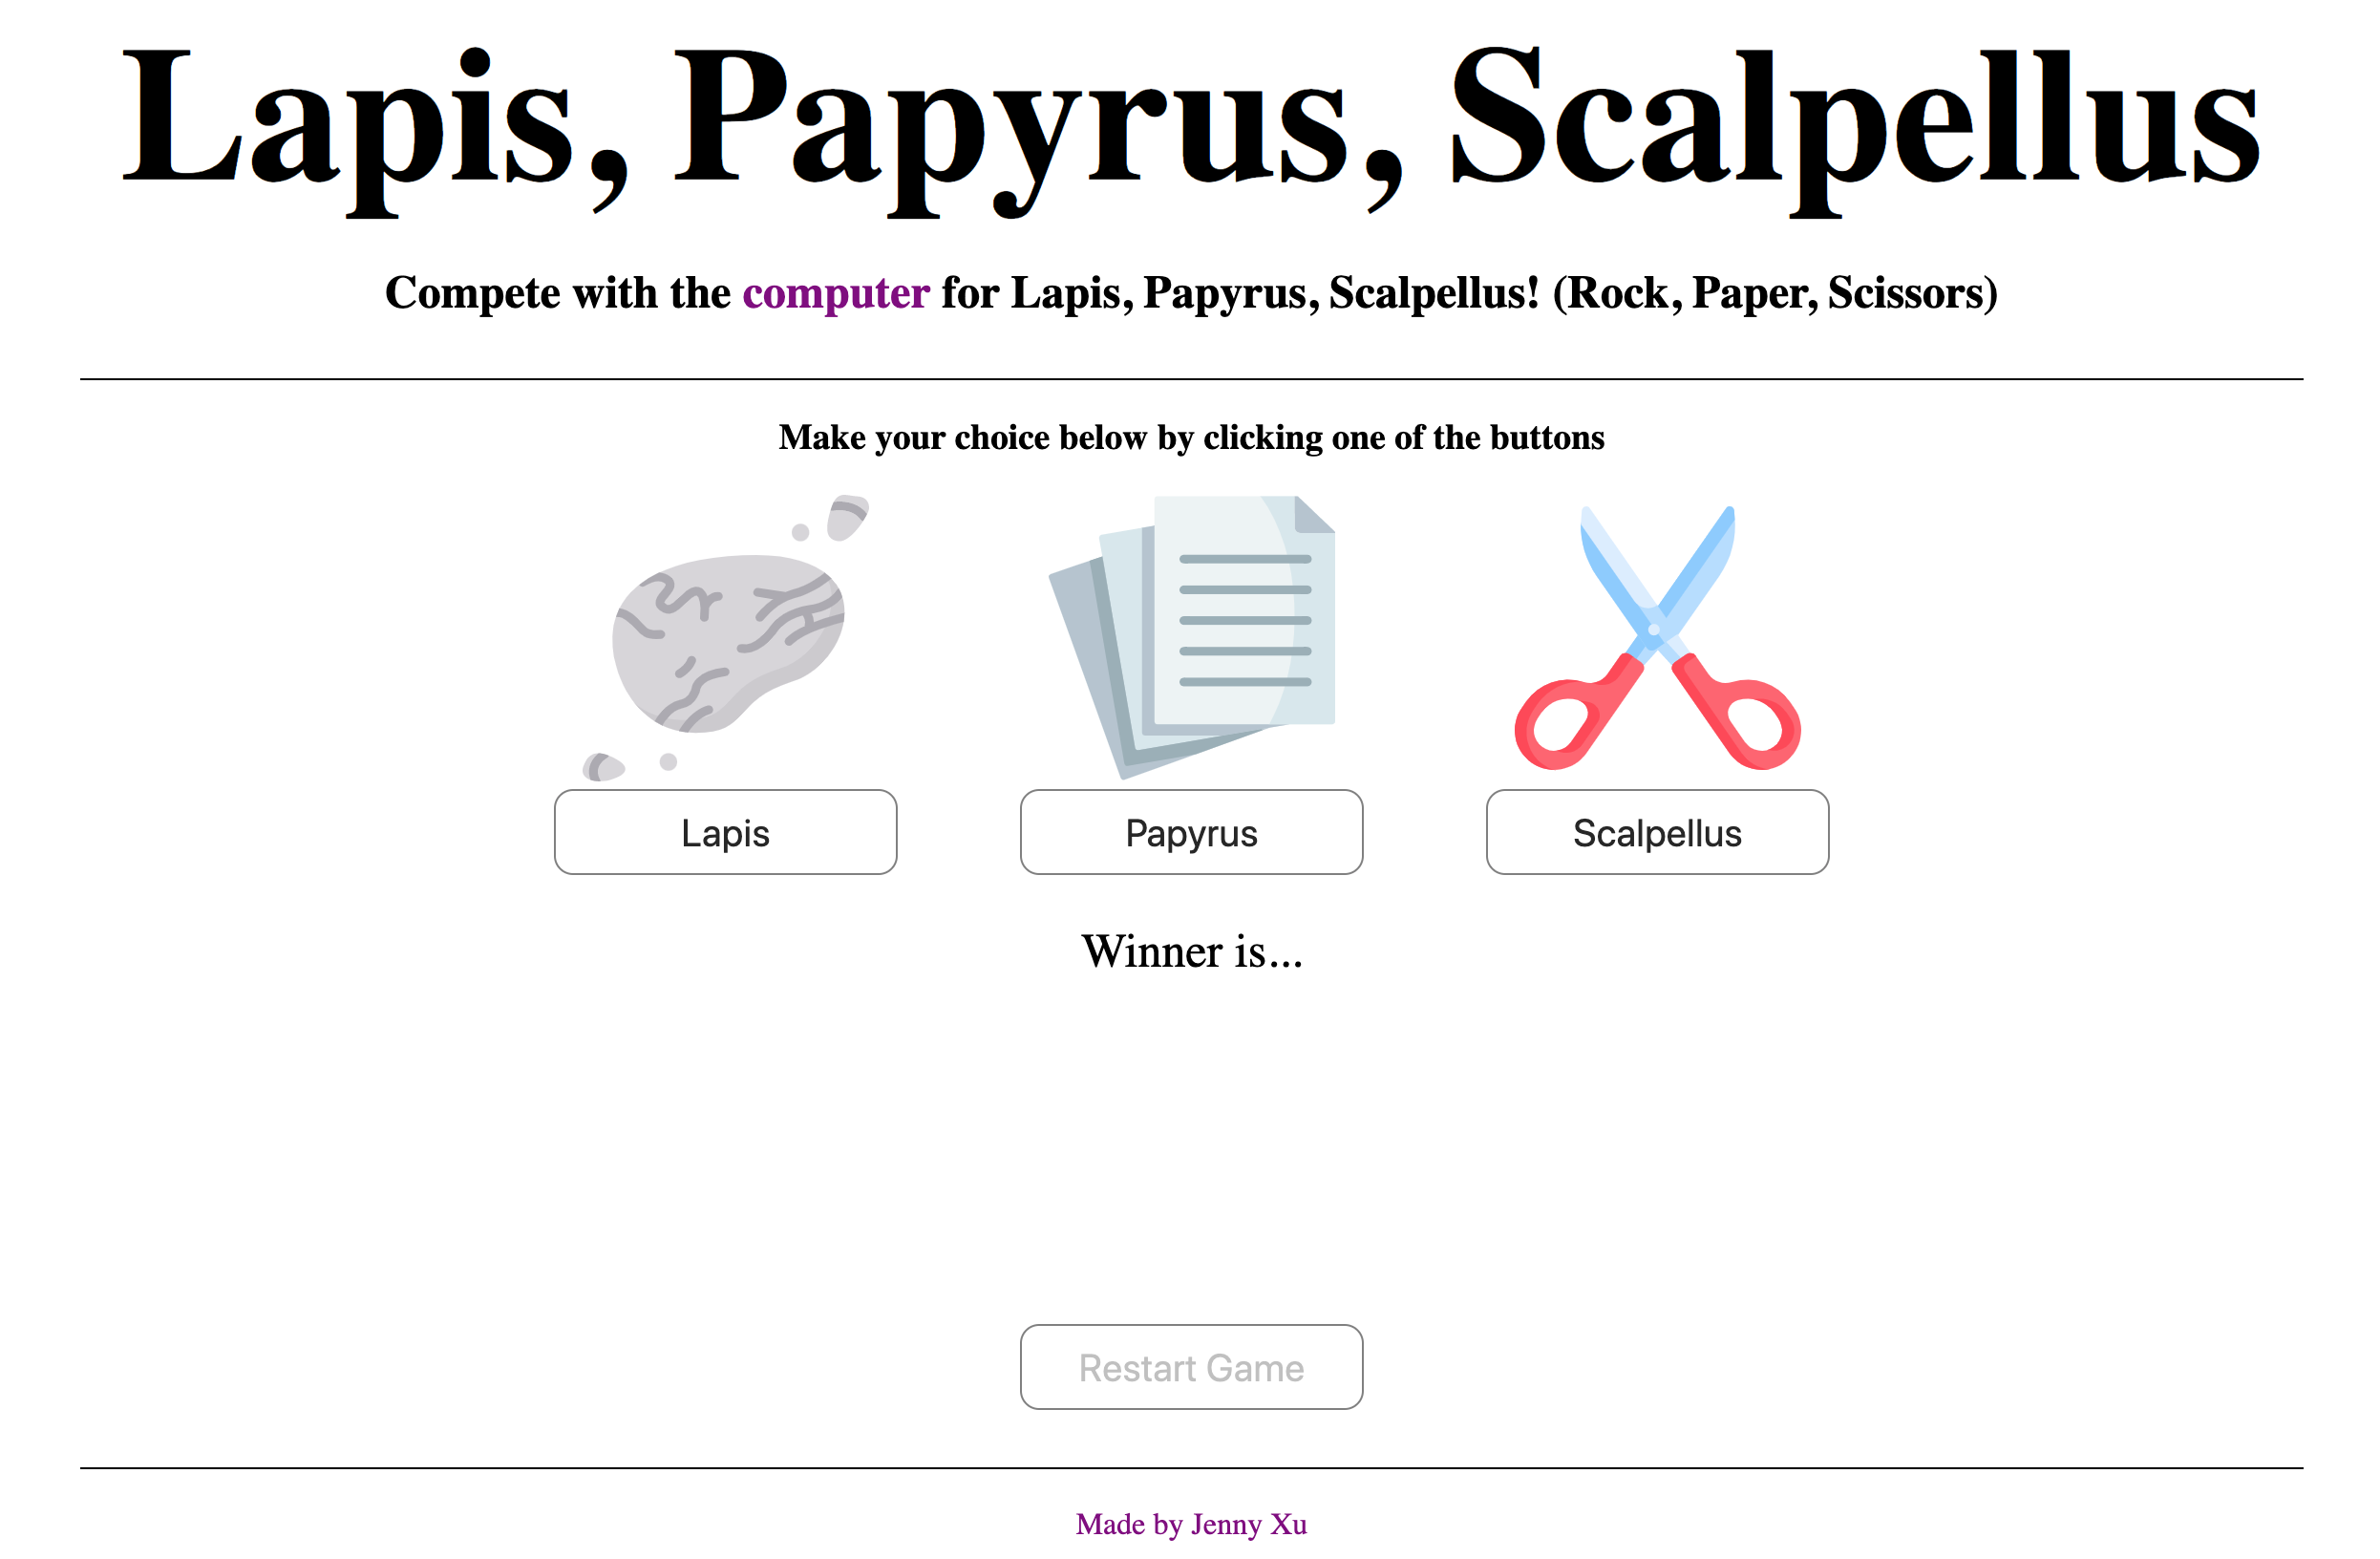 Lapis, Papyrus, Scalpellus
Compete with the computer for Lapis, Papyrus, Scalpellus! (Rock, Paper, Scissors)
Make your choice below by clicking one of the buttons
Lapis
Papyrus
Scalpellus
Winner is...
Restart Game
Made by Jenny Xu